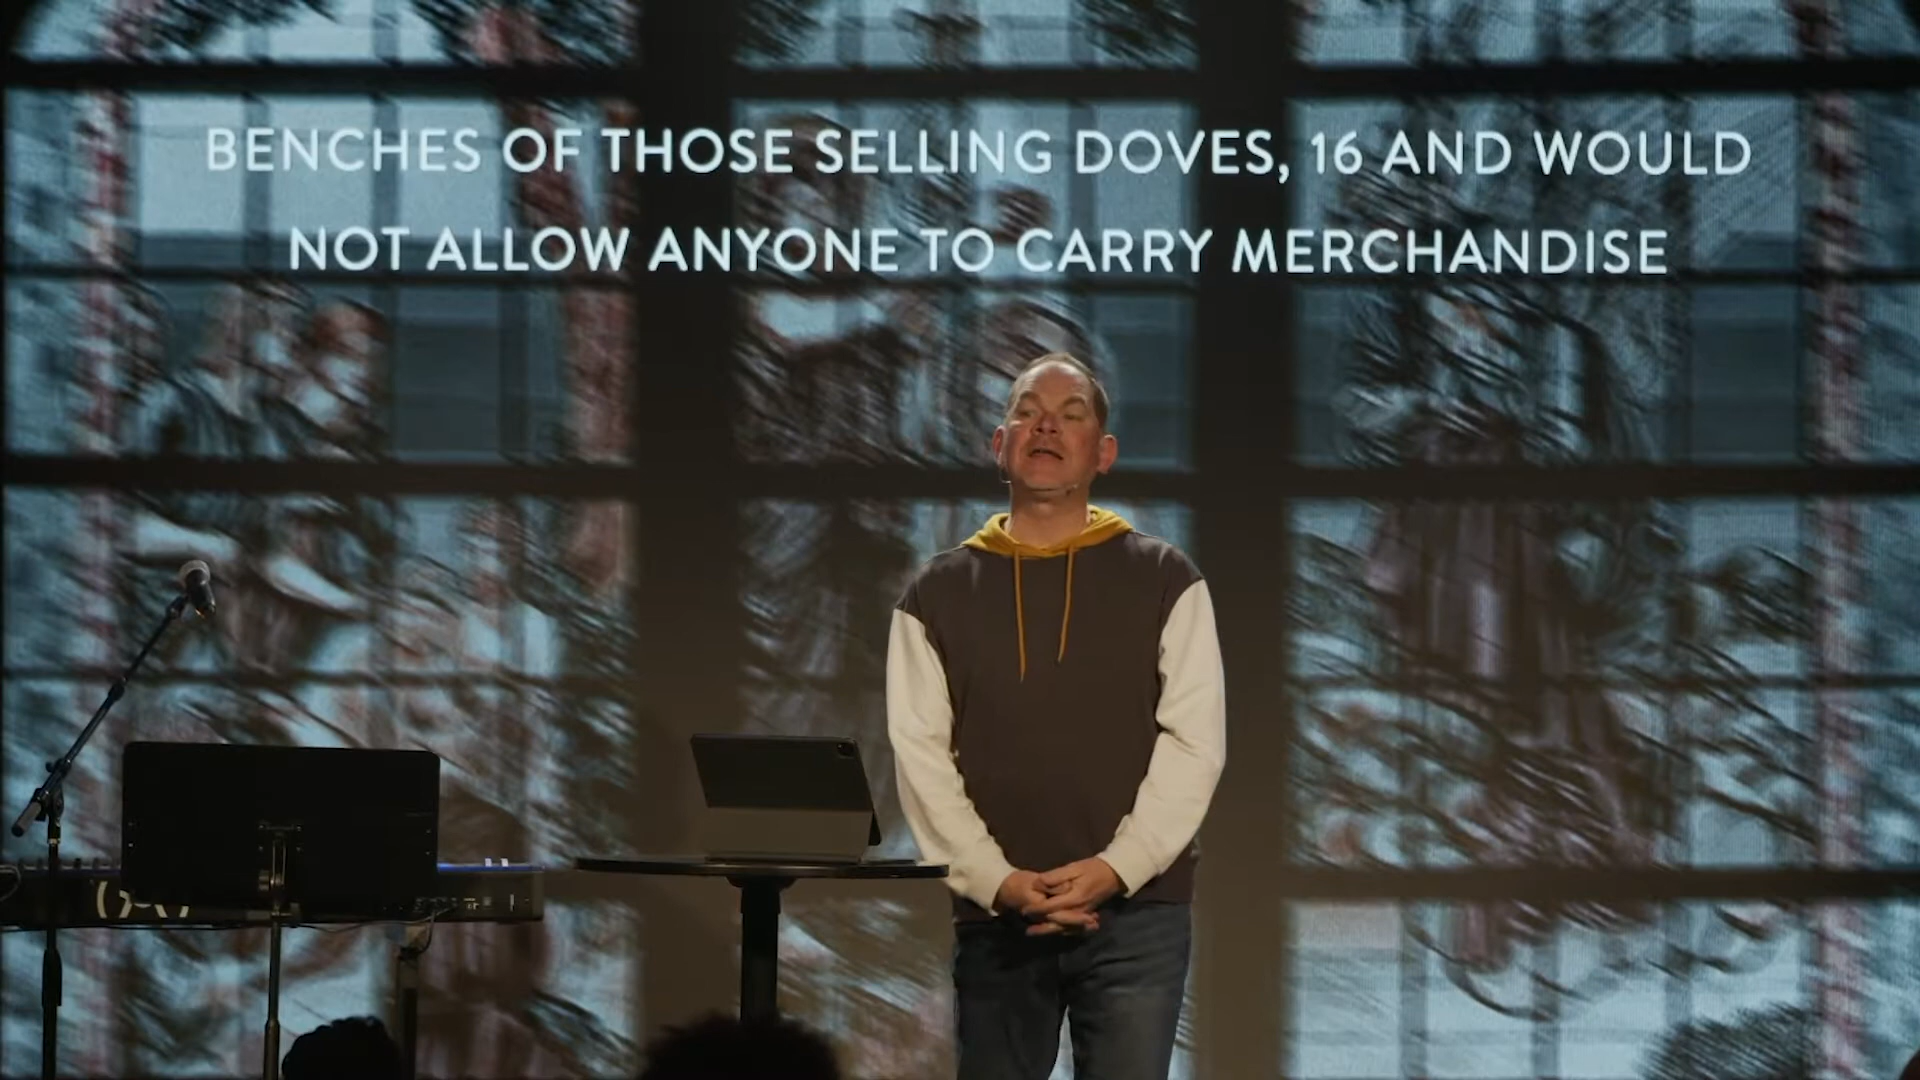 BENCHES OF THOSE SELLING DOVES, 16 AND WOULD
NOT ALLOW ANYONE TO CARRY MERCHANDISE